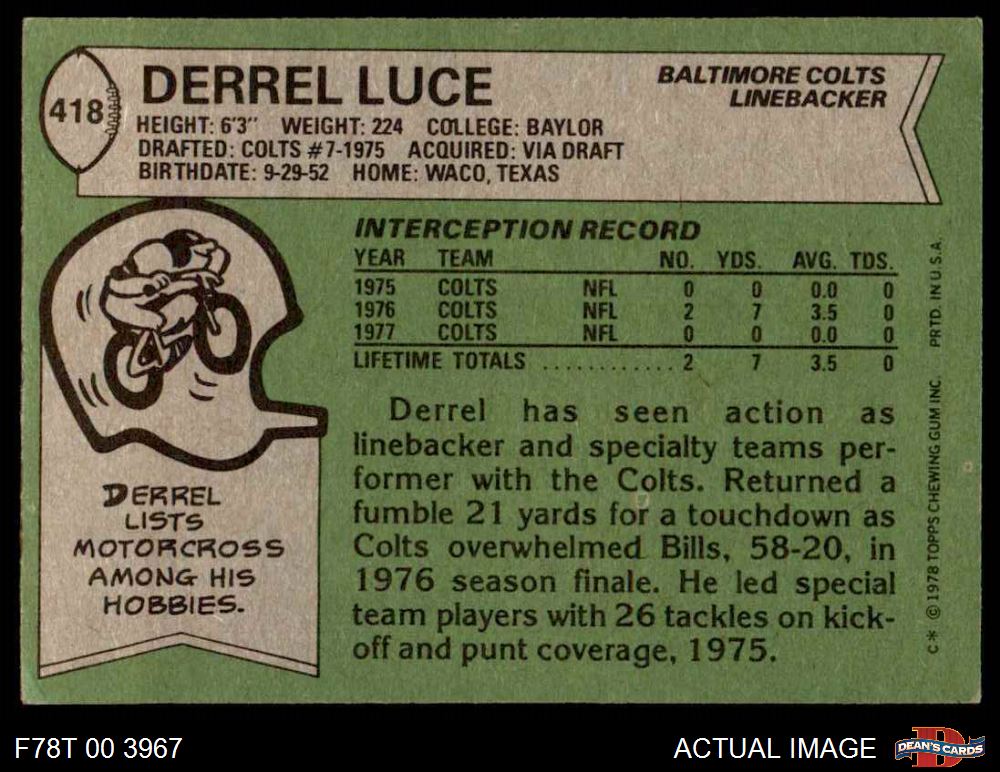 418
DERREL LUCE
BALTIMORE COLTS
LINEBACKER
HEIGHT: 6'3" WEIGHT: 224 COLLEGE: BAYLOR
DRAFTED: COLTS #7-1975 ACQUIRED: VIA DRAFT
BIRTHDATE: 9-29-52 HOME: WACO, TEXAS
INTERCEPTION RECORD
YEAR TEAM NO. YDS. AVG. TDS.
1975 COLTS NFL 0 0 0.0 0
1976 COLTS NFL 2 7 3.5 0
1977 COLTS NFL 0 0 0.0 0
LIFETIME TOTALS ............ 2 7 3.5 0
Derrel has seen action as
linebacker and specialty teams per-
former with the Colts. Returned a
fumble 21 yards for a touchdown as
Colts overwhelmed Bills, 58-20, in
1976 season finale. He led special
team players with 26 tackles on kick-
off and punt coverage, 1975.
DERREL
LISTS
MOTORCROSS
AMONG HIS
HOBBIES.
C* © 1978 TOPPS CHEWING GUM INC. PRTD. IN U.S.A.
F78T 00 3967
ACTUAL IMAGE
D
DEAN'S CARDS